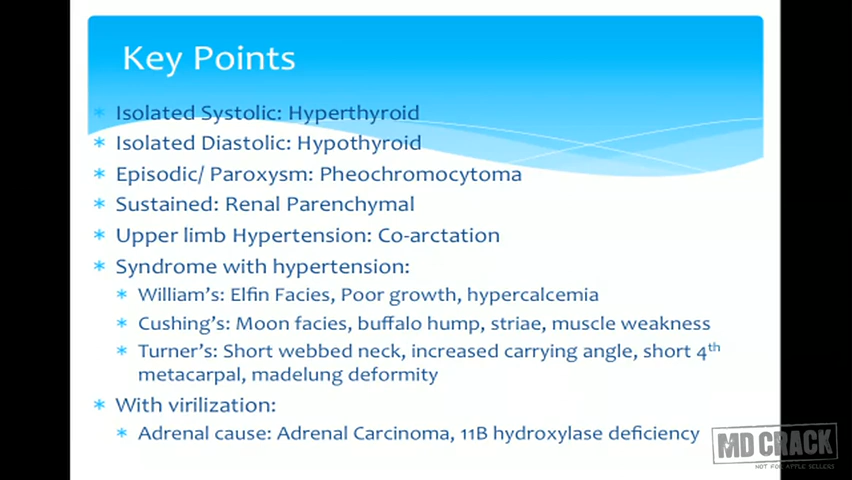 Key Points
* Isolated Systolic: Hyperthyroid
* Isolated Diastolic: Hypothyroid
* Episodic/ Paroxysm: Pheochromocytoma
* Sustained: Renal Parenchymal
* Upper limb Hypertension: Co-arctation
* Syndrome with hypertension:
* William's: Elfin Facies, Poor growth, hypercalcemia
* Cushing's: Moon facies, buffalo hump, striae, muscle weakness
* Turner's: Short webbed neck, increased carrying angle, short 4th
metacarpal, madelung deformity
* With virilization:
* Adrenal cause: Adrenal Carcinoma, 11B hydroxylase deficiency
MD CRACK
NOT FOR APPLE SELLERS